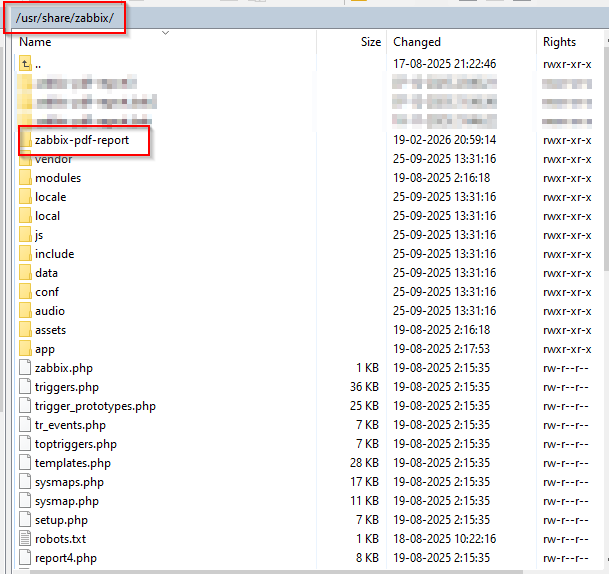 /usr/share/zabbix/
Name Size Changed Rights
.. 17-08-2025 21:22:46 rwxr-xr-x
zabbix-pdf-report 19-02-2026 20:59:14 rwxr-xr-x
vendor 25-09-2025 13:31:16 rwxr-xr-x
modules 19-08-2025 2:16:18 rwxr-xr-x
locale 25-09-2025 13:31:16 rwxr-xr-x
local 25-09-2025 13:31:16 rwxr-xr-x
js 25-09-2025 13:31:16 rwxr-xr-x
include 25-09-2025 13:31:16 rwxr-xr-x
data 25-09-2025 13:31:16 rwxr-xr-x
conf 25-09-2025 13:31:16 rwxr-xr-x
audio 25-09-2025 13:31:16 rwxr-xr-x
assets 19-08-2025 2:16:18 rwxr-xr-x
app 19-08-2025 2:17:53 rwxr-xr-x
zabbix.php 1 KB 19-08-2025 2:15:35 rw-r--r--
triggers.php 36 KB 19-08-2025 2:15:35 rw-r--r--
trigger_prototypes.php 25 KB 19-08-2025 2:15:35 rw-r--r--
tr_events.php 7 KB 19-08-2025 2:15:35 rw-r--r--
toptriggers.php 7 KB 19-08-2025 2:15:35 rw-r--r--
templates.php 28 KB 19-08-2025 2:15:35 rw-r--r--
sysmaps.php 17 KB 19-08-2025 2:15:35 rw-r--r--
sysmap.php 11 KB 19-08-2025 2:15:35 rw-r--r--
setup.php 7 KB 19-08-2025 2:15:35 rw-r--r--
robots.txt 1 KB 18-08-2025 10:22:16 rw-r--r--
report4.php 8 KB 19-08-2025 2:15:35 rw-r--r--